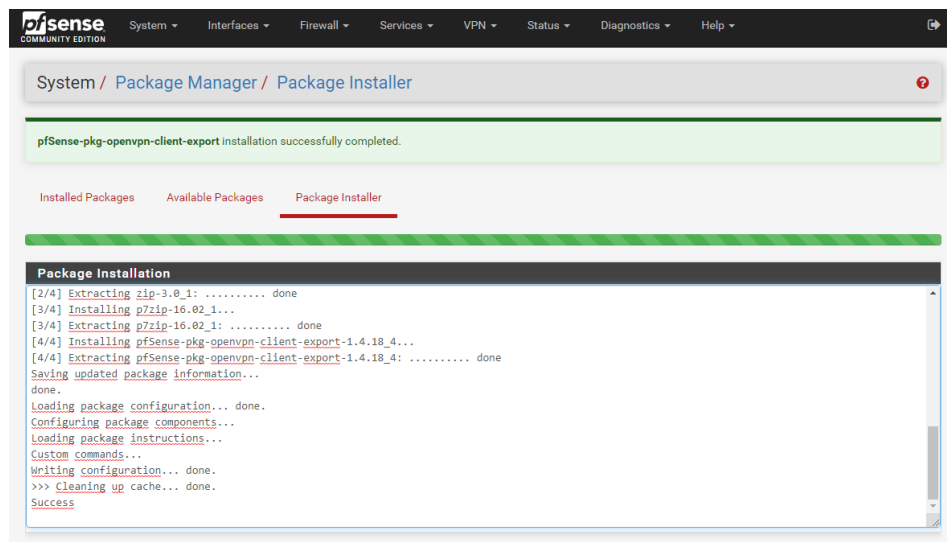 pfsense
COMMUNITY EDITION
System Interfaces Firewall Services VPN Status Diagnostics Help
System / Package Manager / Package Installer
pfSense-pkg-openvpn-client-export installation successfully completed.
Installed Packages Available Packages Package Installer
Package Installation
[2/4] Extracting zip-3.0_1: .......... done
[3/4] Installing p7zip-16.02_1...
[3/4] Extracting p7zip-16.02_1: .......... done
[4/4] Installing pfSense-pkg-openvpn-client-export-1.4.18_4...
[4/4] Extracting pfSense-pkg-openvpn-client-export-1.4.18_4: .......... done
Saving updated package information...
done.
Loading package configuration... done.
Configuring package components...
Loading package instructions...
Custom commands...
Writing configuration... done.
>>> Cleaning up cache... done.
Success